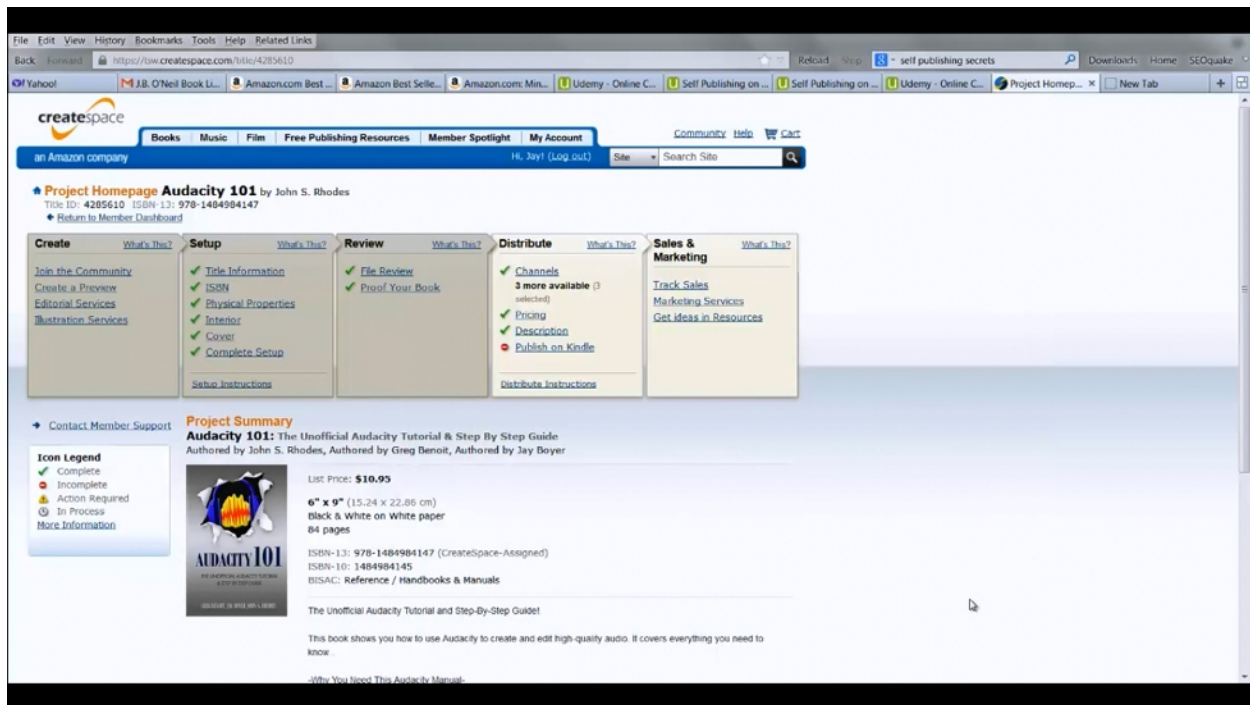 File Edit View History Bookmarks Tools Help Related Links
Back Forward https://tsw.createspace.com/title/4285610 Reload Stop self publishing secrets Downloads Home SEOquake
Yahoo! J.B. O'Neil Book Li... Amazon.com Best ... Amazon Best Selle... Amazon.com: Min... Udemy - Online C... Self Publishing on ... Self Publishing on ... Udemy - Online C... Project Homep... New Tab
createspace
Books Music Film Free Publishing Resources Member Spotlight My Account Community Help Cart
an Amazon company Hi, Jay! (Log out) Site Search Site
Project Homepage Audacity 101 by John S. Rhodes
Title ID: 4285610 ISBN-13: 978-1484984147
Return to Member Dashboard
Create What's This?
Join the Community
Create a Preview
Editorial Services
Illustration Services
Setup What's This?
Title Information
ISBN
Physical Properties
Interior
Cover
Complete Setup
Setup Instructions
Review What's This?
File Review
Proof Your Book
Distribute What's This?
Channels
3 more available (3
selected)
Pricing
Description
Publish on Kindle
Distribute Instructions
Sales & What's This?
Marketing
Track Sales
Marketing Services
Get ideas in Resources
Contact Member Support
Icon Legend
Complete
Incomplete
Action Required
In Process
More Information
Project Summary
Audacity 101: The Unofficial Audacity Tutorial & Step By Step Guide
Authored by John S. Rhodes, Authored by Greg Benoit, Authored by Jay Boyer
AUDACITY 101
List Price: $10.95
6" x 9" (15.24 x 22.86 cm)
Black & White on White paper
84 pages
ISBN-13: 978-1484984147 (CreateSpace-Assigned)
ISBN-10: 1484984145
BISAC: Reference / Handbooks & Manuals
The Unofficial Audacity Tutorial and Step-By-Step Guide!
This book shows you how to use Audacity to create and edit high-quality audio. It covers everything you need to
know...
-Why You Need This Audacity Manual-